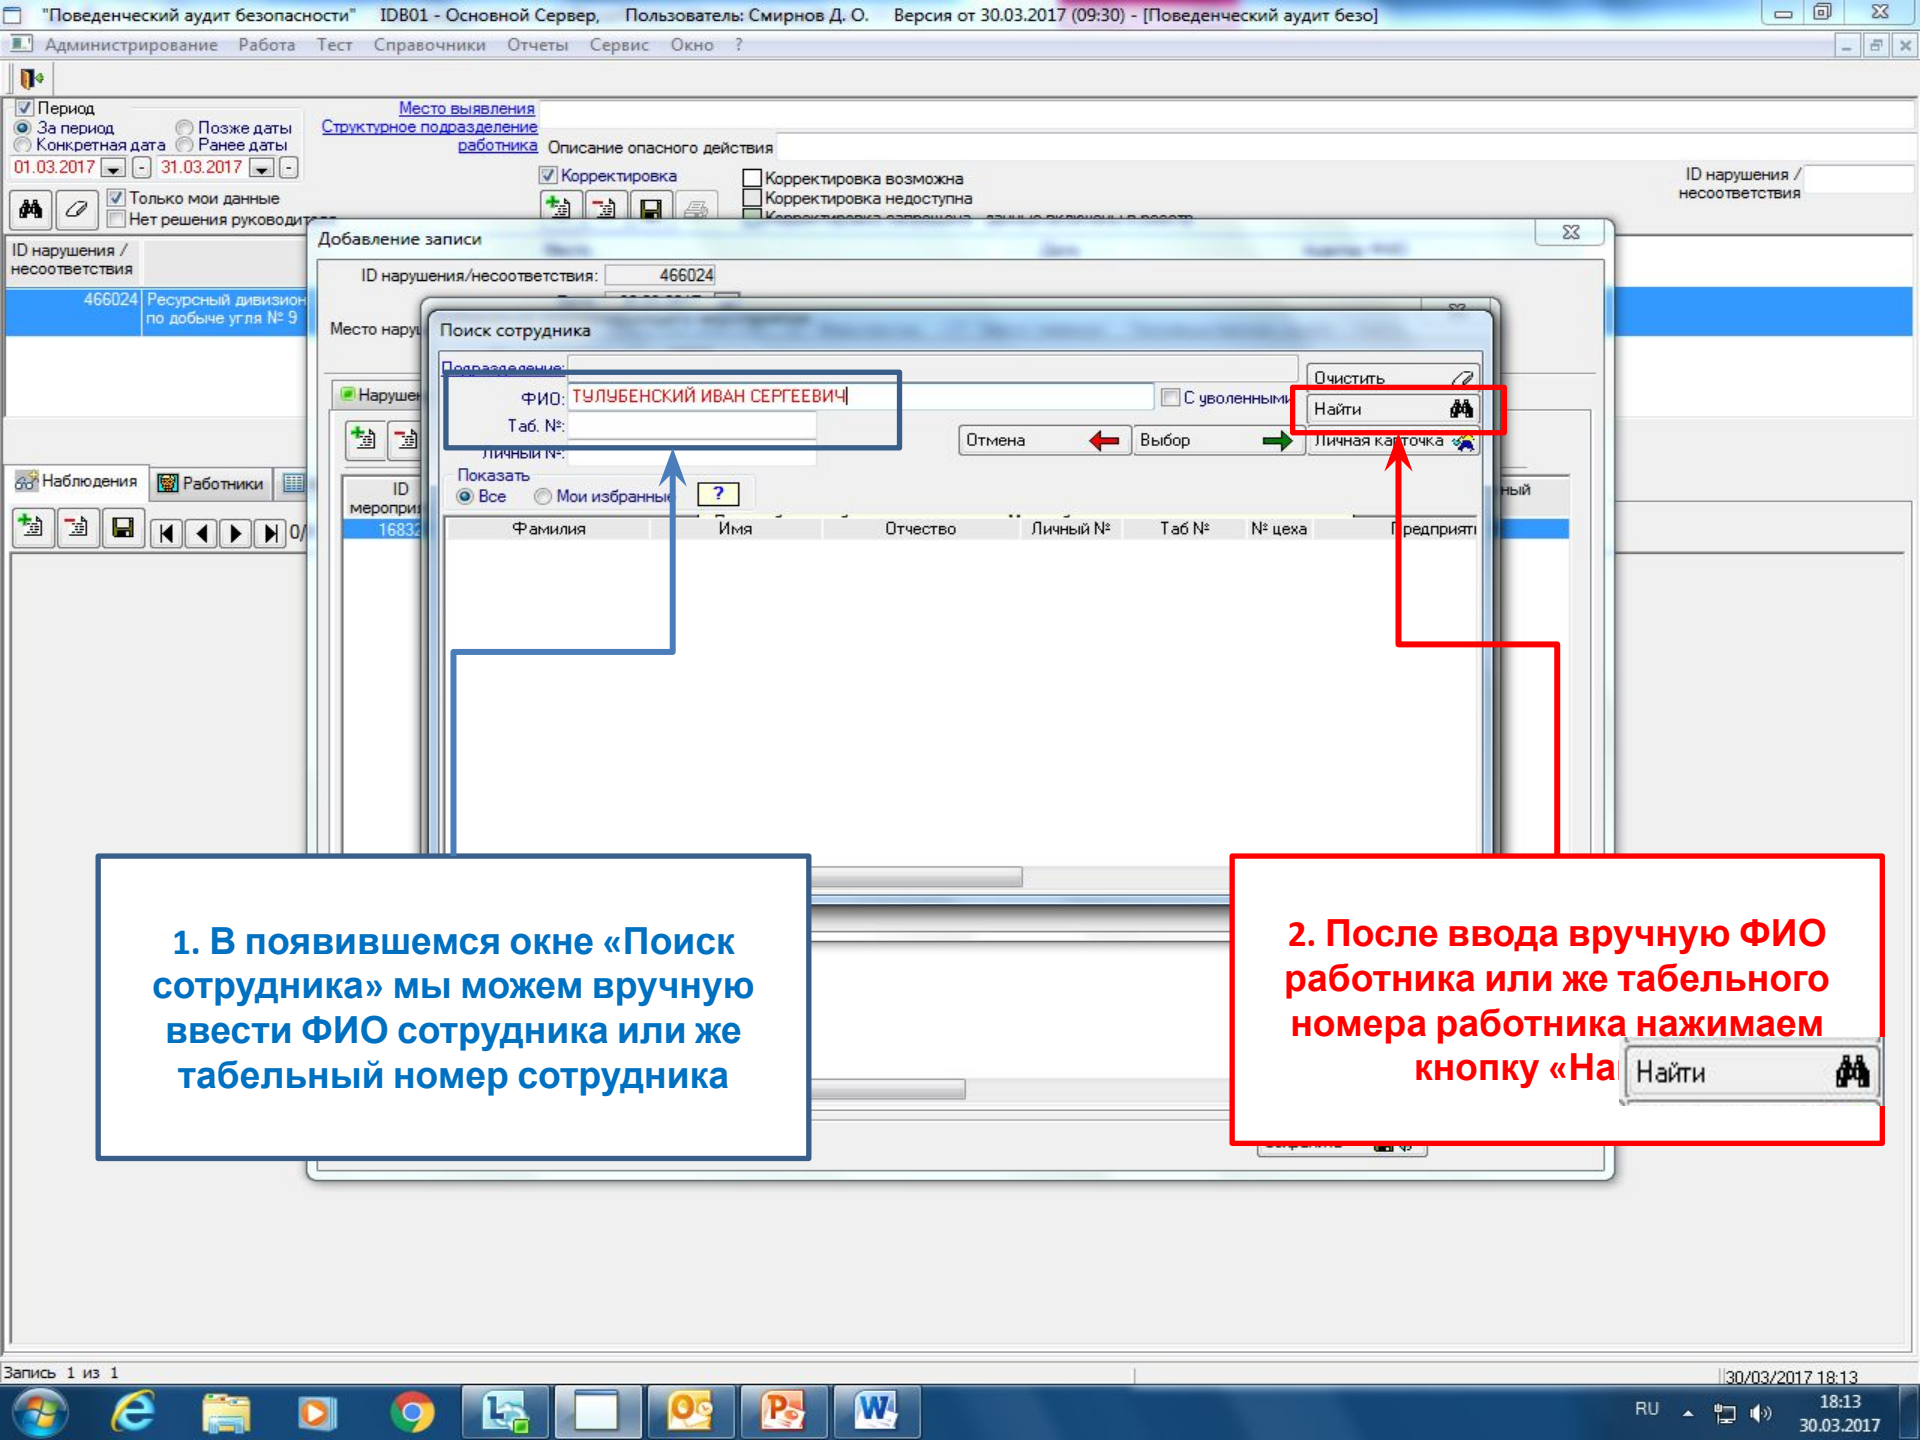 "Поведенческий аудит безопасности" IDB01 - Основной Сервер, Пользователь: Смирнов Д. О. Версия от 30.03.2017 (09:30) - [Поведенческий аудит безо]
Администрирование Работа Тест Справочники Отчеты Сервис Окно ?
Период
За период Позже даты
Конкретная дата Ранее даты
01.03.2017 - 31.03.2017 -
Только мои данные
Нет решения
Место выявления
Структурное подразделение
работника Описание опасного действия
Корректировка
Корректировка возможна
Корректировка недоступна
ID нарушения /
несоответствия
ID нарушения /
несоответствия
466024 Ресурсный дивизион
по добыче угля № 9
Добавление записи
ID нарушения/несоответствия: 466024
Место
Поиск сотрудника
Подразделение:
ФИО: ТУЛУБЕНСКИЙ ИВАН СЕРГЕЕВИЧ
С уволенными
Таб. №:
Личный №:
Очистить
Найти
Отмена Выбор Личная карточка
Показать
Все Мои избранные ?
Фамилия Имя Отчество Личный № Таб № № цеха
ID
Наблюдения Работники
1. В появившемся окне «Поиск
сотрудника» мы можем вручную
ввести ФИО сотрудника или же
табельный номер сотрудника
2. После ввода вручную ФИО
работника или же табельного
номера работника нажимаем
кнопку «На
Найти
Запись 1 из 1
30/03/2017 18:13
RU
18:13
30.03.2017